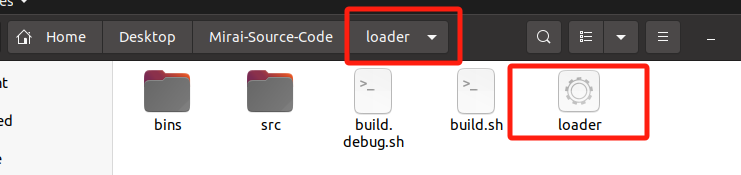 Home
Desktop
Mirai-Source-Code
loader
bins
src
build.
debug.sh
build.sh
loader